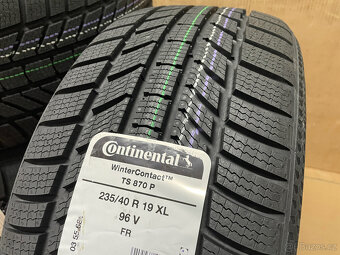 Continental
WinterContact™
TS 870 P
235/40 R 19 XL
96 V
FR